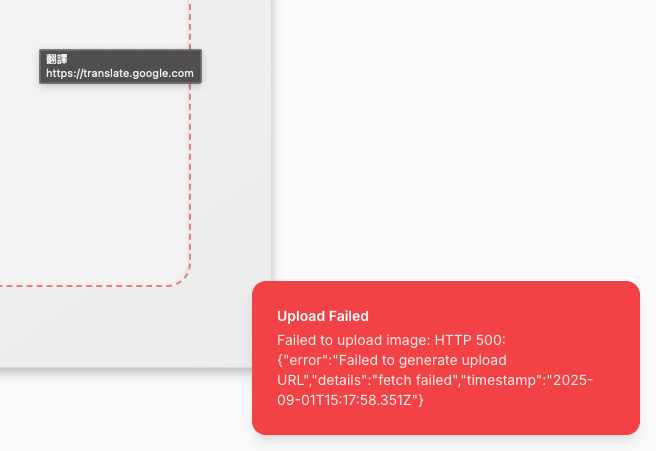 翻譯
https://translate.google.com
Upload Failed
Failed to upload image: HTTP 500:
{"error":"Failed to generate upload
URL","details":"fetch failed","timestamp":"2025-
09-01T15:17:58.351Z"}